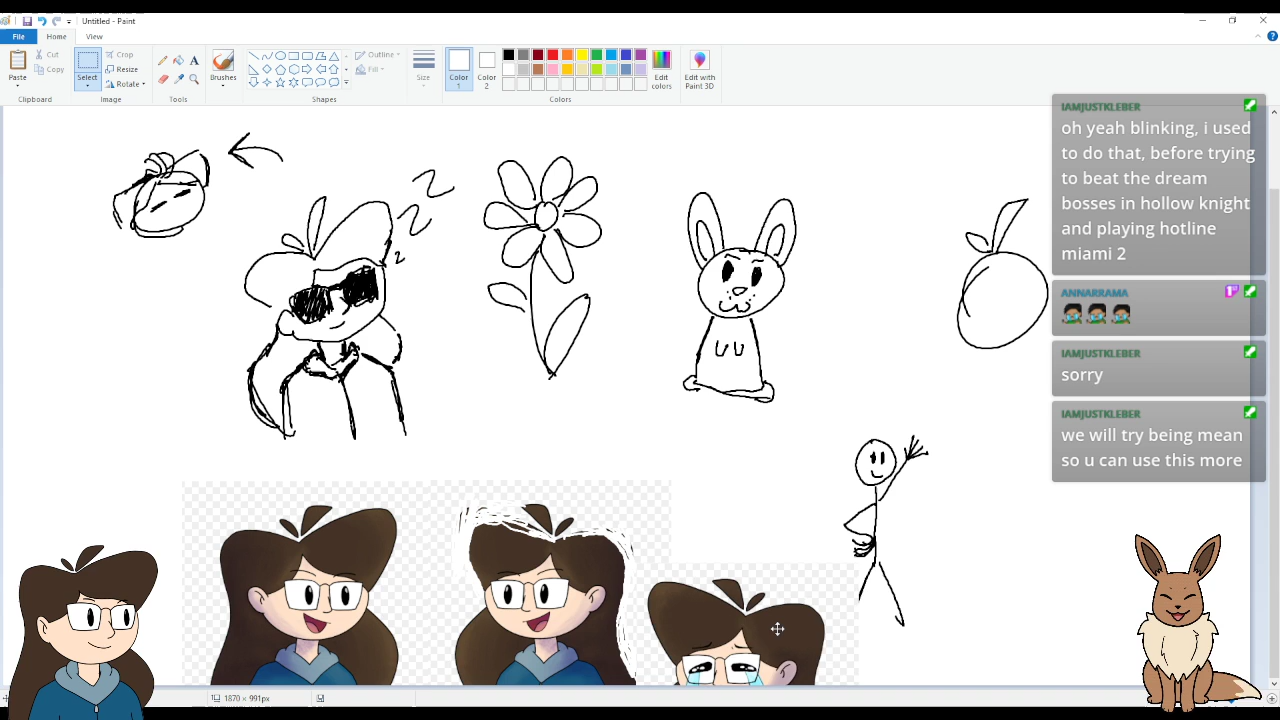 Untitled - Paint
File
Home
View
Paste
Cut
Copy
Clipboard
Select
Crop
Resize
Rotate
Image
A
Tools
Brushes
Outline
Fill
Shapes
Size
Color 1
Color 2
Edit colors
Colors
Edit with Paint 3D
IAMJUSTKLEBER
oh yeah blinking, i used
to do that, before trying
to beat the dream
bosses in hollow knight
and playing hotline
miami 2
ANNARRAMA
IAMJUSTKLEBER
sorry
IAMJUSTKLEBER
we will try being mean
so u can use this more
Z
Z
z
1870 × 991px